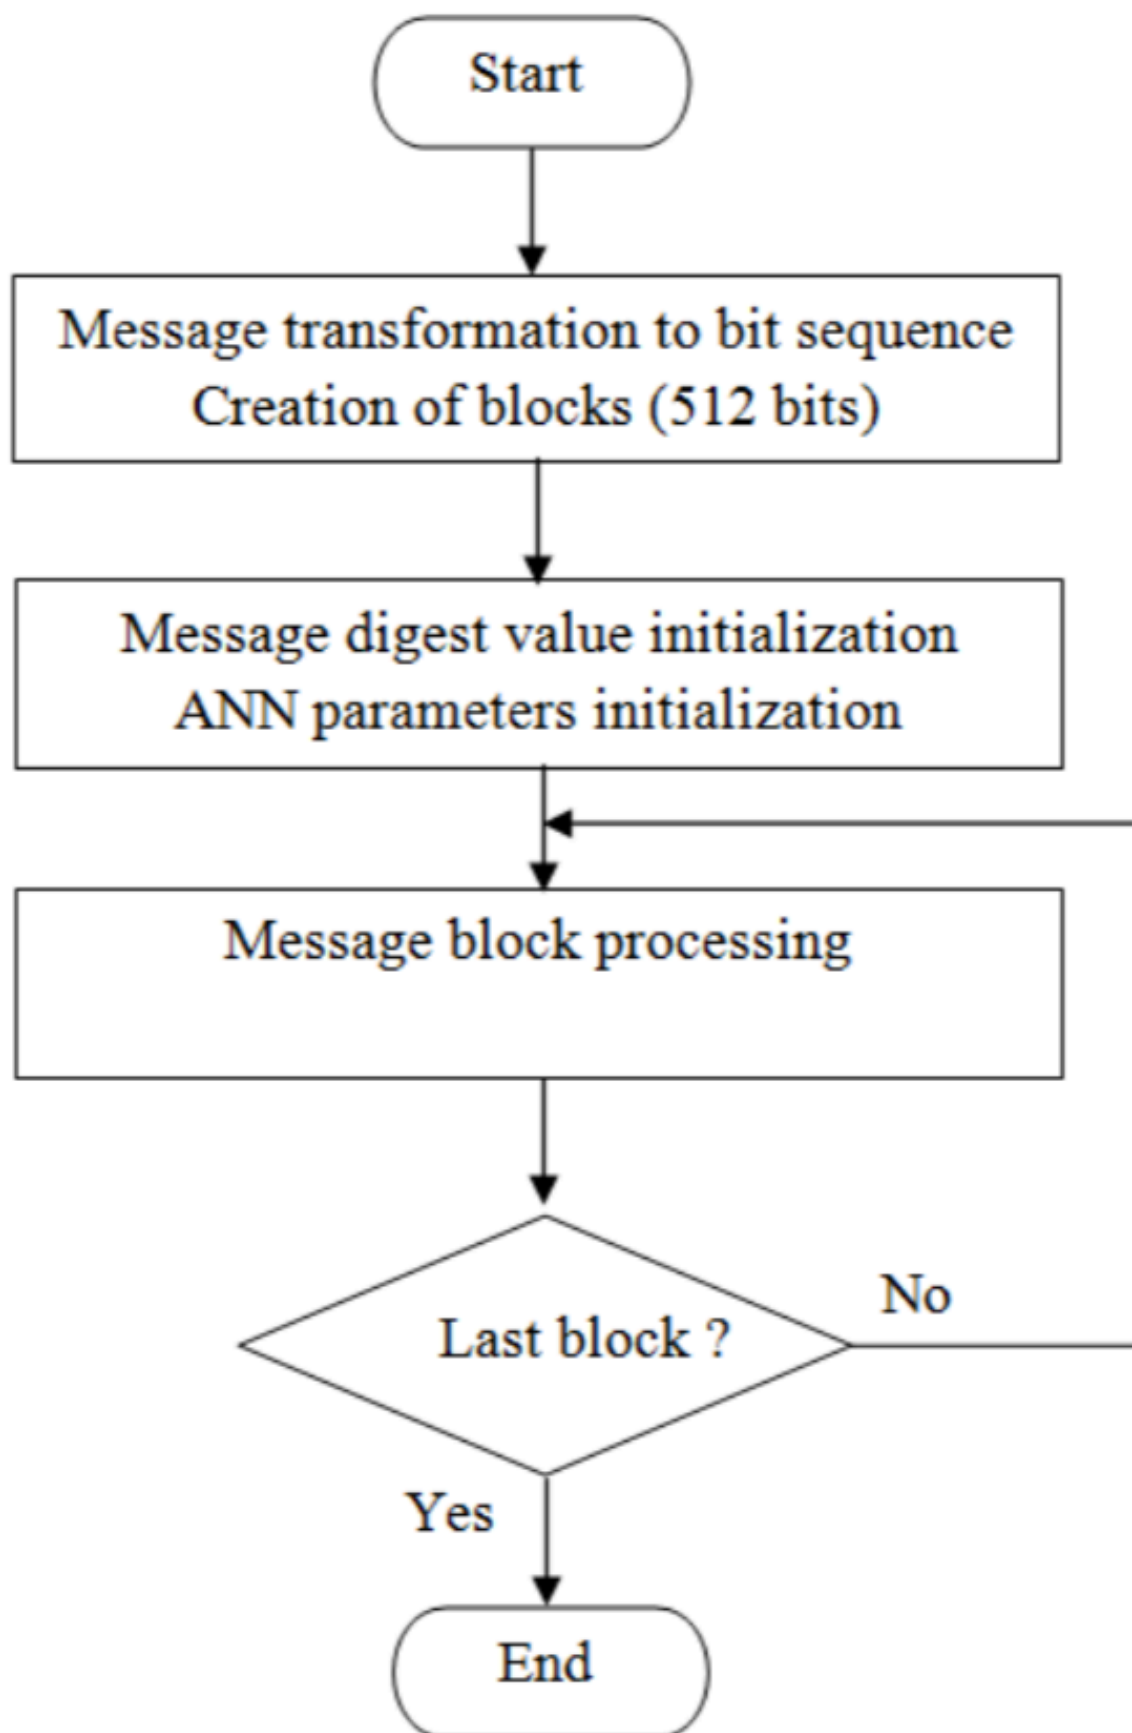 Start
Message transformation to bit sequence
Creation of blocks (512 bits)
Message digest value initialization
ANN parameters initialization
Message block processing
Last block ?
No
Yes
End